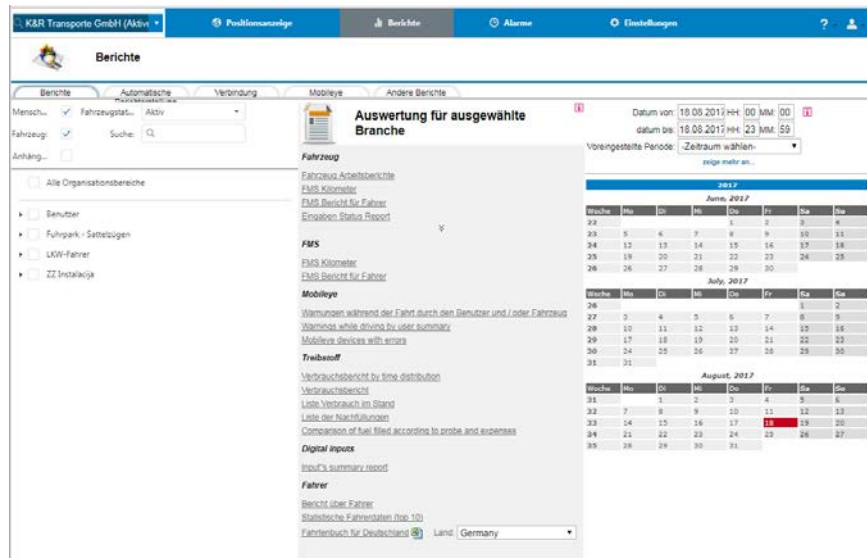 K&R Transporte GmbH (Aktiv
Positionsanzeige
Berichte
Alarme
Einstellungen
?
Berichte
Berichte
Automatische
Verbindung
Mobileye
Andere Berichte
Mensch...
Fahrzeugstat...
Aktiv
Fahrzeug:
Suche:
Anhäng...
Alle Organisationsbereiche
Benutzer
Fuhrpark - Sattelzügen
LKW-Fahrer
ZZ Instalacija
Auswertung für ausgewählte
Branche
Fahrzeug
Fahrzeug Arbeitsberichte
FMS Kilometer
FMS Bericht für Fahrer
Eingaben Status Report
FMS
FMS Kilometer
FMS Bericht für Fahrer
Mobileye
Warnungen während der Fahrt durch den Benutzer und / oder Fahrzeug
Warnings while driving by user summary
Mobileye devices with errors
Treibstoff
Verbrauchsbericht by time distribution
Verbrauchsbericht
Liste Verbrauch im Stand
Liste der Nachfüllungen
Comparison of fuel filled according to probe and expenses
Digital inputs
Input's summary report
Fahrer
Bericht über Fahrer
Statistische Fahrerdaten (top 10)
Fahrtenbuch für Deutschland Land: Germany
Datum von: 18.08.2017 HH: 00 MM: 00
datum bis: 18.08.2017 HH: 23 MM: 59
Voreingestellte Periode: -Zeitraum wählen-
zeige mehr an...
2017
June, 2017
Woche Mo Di Mi Do Fr Sa So
22 1 2 3 4
23 5 6 7 8 9 10 11
24 12 13 14 15 16 17 18
25 19 20 21 22 23 24 25
26 26 27 28 29 30
July, 2017
Woche Mo Di Mi Do Fr Sa So
26 1 2
27 3 4 5 6 7 8 9
28 10 11 12 13 14 15 16
29 17 18 19 20 21 22 23
30 24 25 26 27 28 29 30
31 31
August, 2017
Woche Mo Di Mi Do Fr Sa So
31 1 2 3 4 5 6
32 7 8 9 10 11 12 13
33 14 15 16 17 18 19 20
34 21 22 23 24 25 26 27
35 28 29 30 31